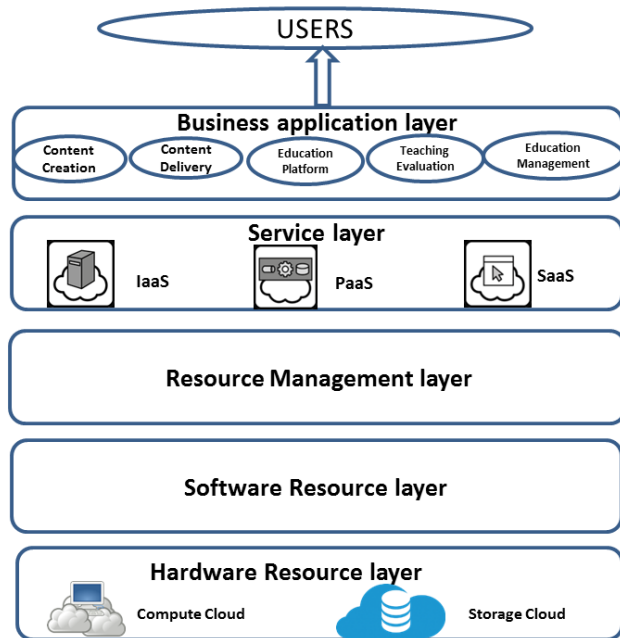 USERS
Business application layer
Content
Creation
Content
Delivery
Education
Platform
Teaching
Evaluation
Education
Management
Service layer
IaaS
PaaS
SaaS
Resource Management layer
Software Resource layer
Hardware Resource layer
Compute Cloud
Storage Cloud